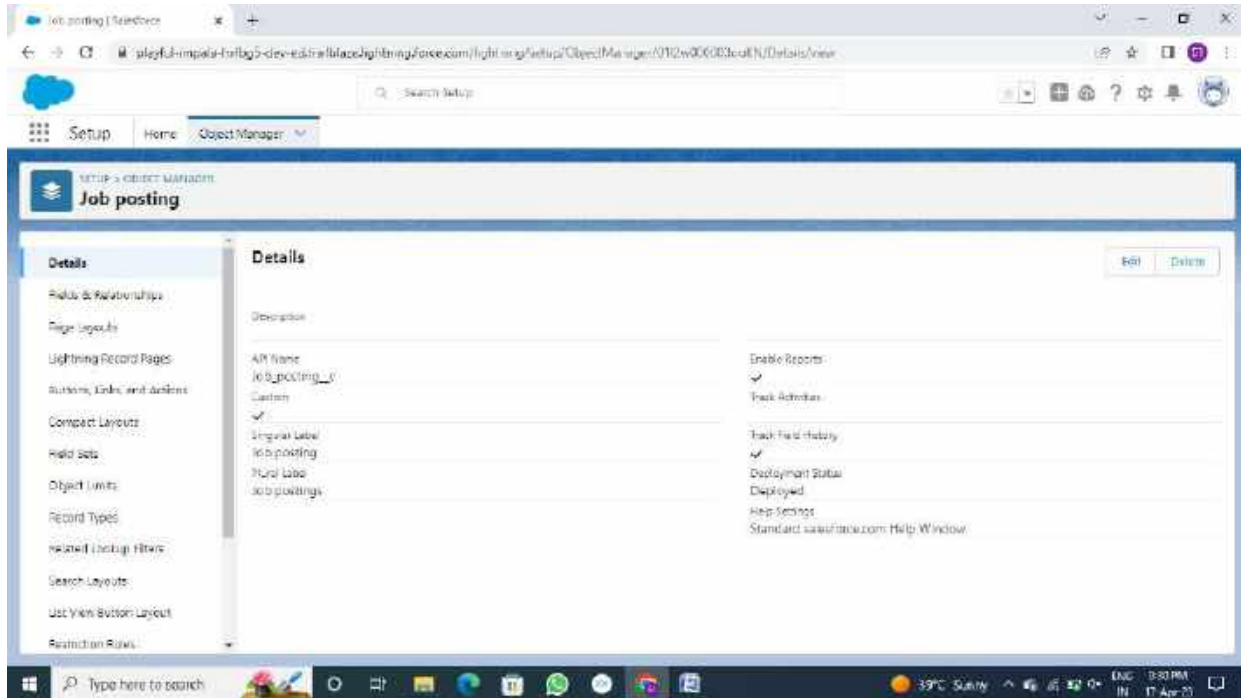 Job posting | Salesforce
Search Setup
Setup Home Object Manager
SETUP > OBJECT MANAGER
Job posting
Details
Fields & Relationships
Page Layouts
Lightning Record Pages
Buttons, Links, and Actions
Compact Layouts
Field Sets
Object Limits
Record Types
Related Lookup Filters
Search Layouts
List View Button Layout
Restriction Rules
Details
Edit Delete
Description
API Name
Job_posting__c
Custom
Singular Label
Job posting
Plural Label
Job postings
Enable Reports
Track Activities
Track Field History
Deployment Status
Deployed
Help Settings
Standard salesforce.com Help Window
Type here to search
39°C Sunny
ENG
IN